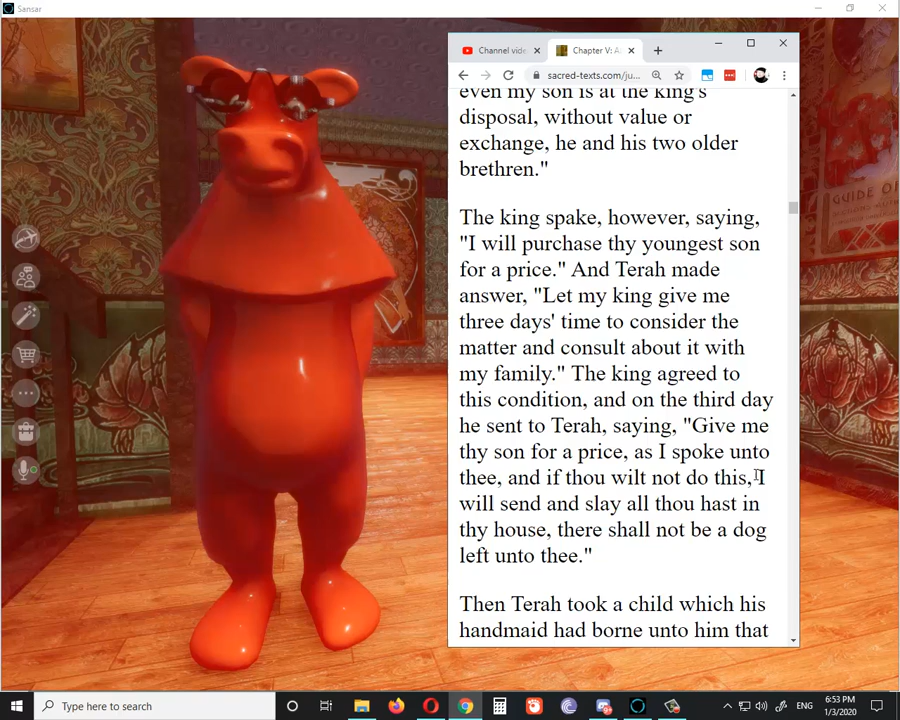 Sansar
Channel vide
Chapter V: A
sacred-texts.com/ju...
even my son is at the king's
disposal, without value or
exchange, he and his two older
brethren."
The king spake, however, saying,
"I will purchase thy youngest son
for a price." And Terah made
answer, "Let my king give me
three days' time to consider the
matter and consult about it with
my family." The king agreed to
this condition, and on the third day
he sent to Terah, saying, "Give me
thy son for a price, as I spoke unto
thee, and if thou wilt not do this, I
will send and slay all thou hast in
thy house, there shall not be a dog
left unto thee."
Then Terah took a child which his
handmaid had borne unto him that
GUIDE OF
Type here to search
ENG
6:53 PM
1/3/2020